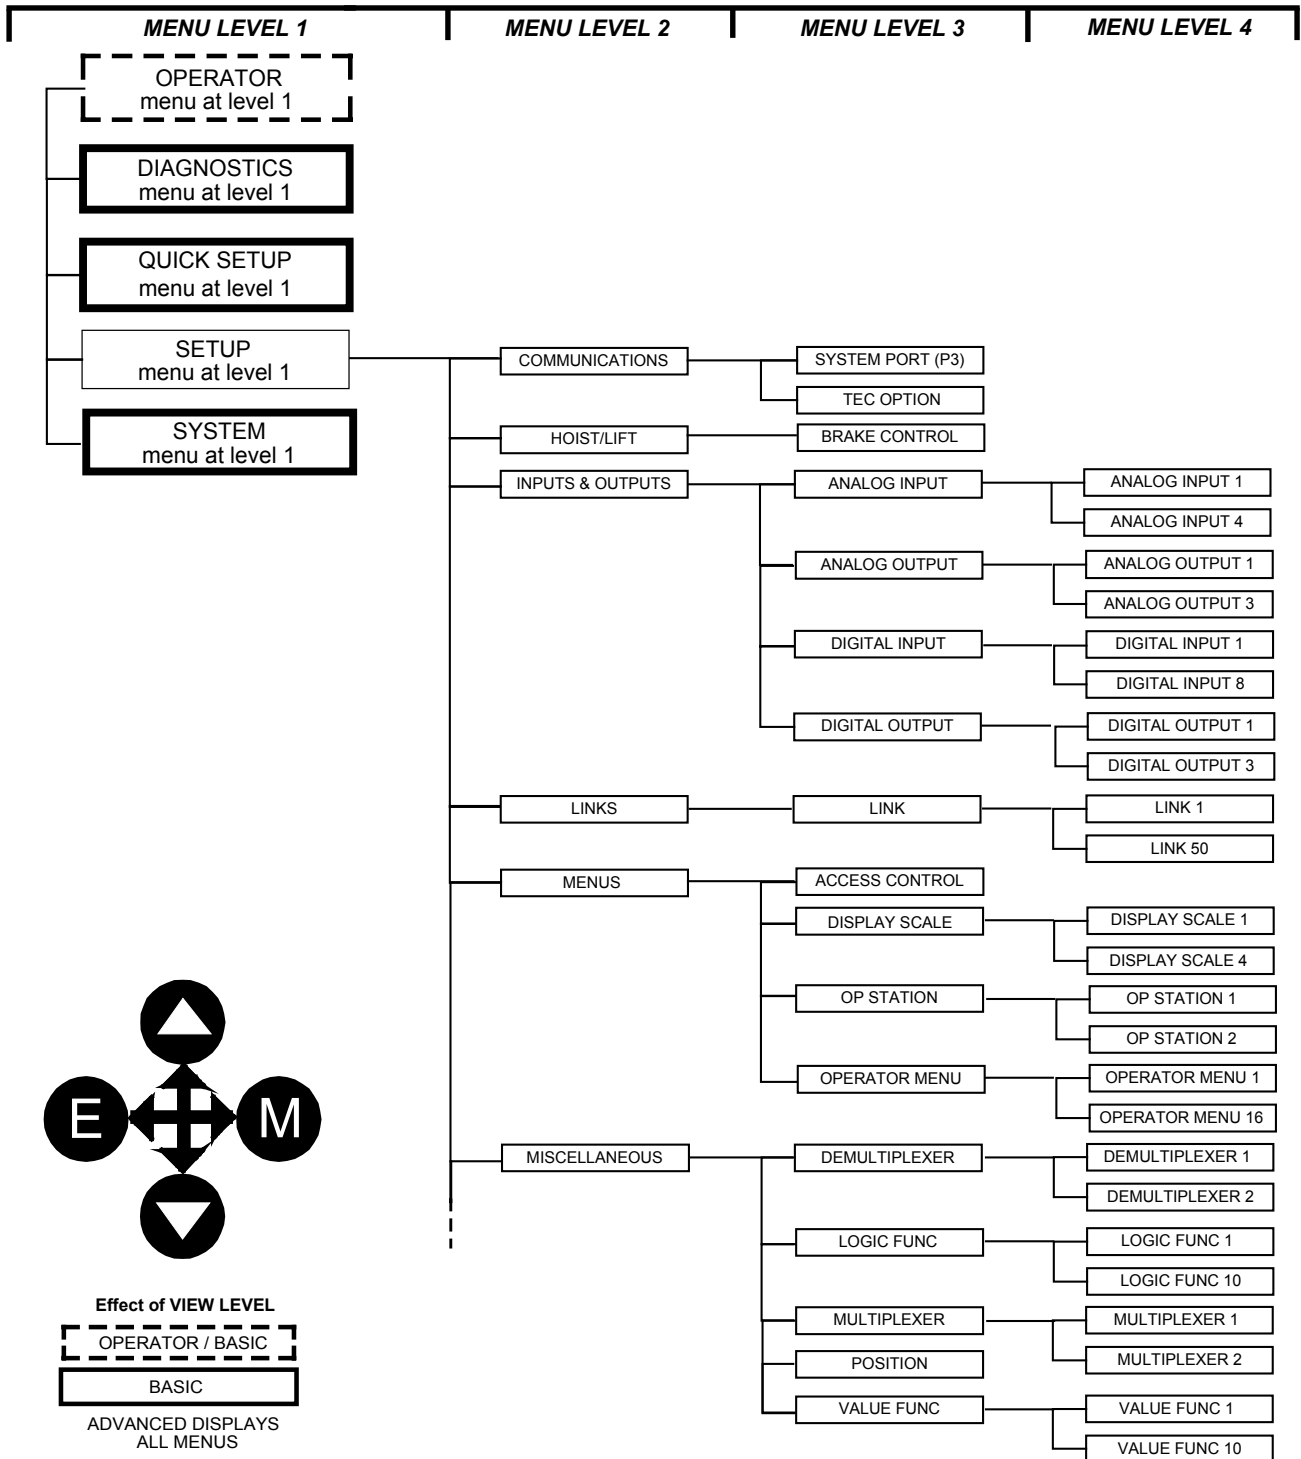 MENU LEVEL 1
MENU LEVEL 2
MENU LEVEL 3
MENU LEVEL 4
OPERATOR
menu at level 1
DIAGNOSTICS
menu at level 1
QUICK SETUP
menu at level 1
SETUP
menu at level 1
SYSTEM
menu at level 1
COMMUNICATIONS
SYSTEM PORT (P3)
TEC OPTION
HOIST/LIFT
BRAKE CONTROL
INPUTS & OUTPUTS
ANALOG INPUT
ANALOG INPUT 1
ANALOG INPUT 4
ANALOG OUTPUT
ANALOG OUTPUT 1
ANALOG OUTPUT 3
DIGITAL INPUT
DIGITAL INPUT 1
DIGITAL INPUT 8
DIGITAL OUTPUT
DIGITAL OUTPUT 1
DIGITAL OUTPUT 3
LINKS
LINK
LINK 1
LINK 50
MENUS
ACCESS CONTROL
DISPLAY SCALE
DISPLAY SCALE 1
DISPLAY SCALE 4
OP STATION
OP STATION 1
OP STATION 2
OPERATOR MENU
OPERATOR MENU 1
OPERATOR MENU 16
MISCELLANEOUS
DEMULTIPLEXER
DEMULTIPLEXER 1
DEMULTIPLEXER 2
LOGIC FUNC
LOGIC FUNC 1
LOGIC FUNC 10
MULTIPLEXER
MULTIPLEXER 1
MULTIPLEXER 2
POSITION
VALUE FUNC
VALUE FUNC 1
VALUE FUNC 10
E
M
Effect of VIEW LEVEL
OPERATOR / BASIC
BASIC
ADVANCED DISPLAYS
ALL MENUS